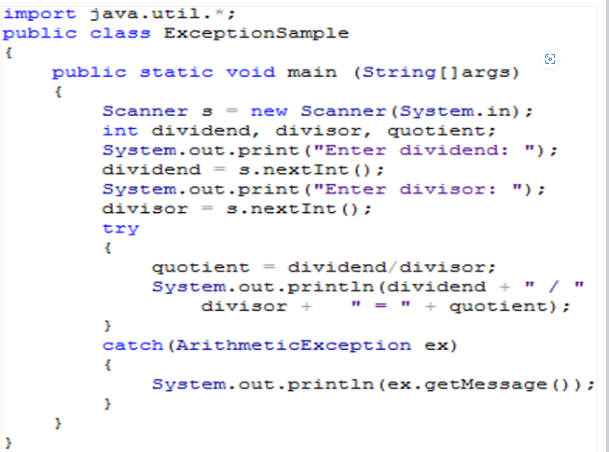 import java.util.*;
public class ExceptionSample
{
    public static void main (String[]args)
    {
        Scanner s = new Scanner(System.in);
        int dividend, divisor, quotient;
        System.out.print("Enter dividend: ");
        dividend = s.nextInt();
        System.out.print("Enter divisor: ");
        divisor = s.nextInt();
        try
        {
            quotient = dividend/divisor;
            System.out.println(dividend + " / "
                divisor +   " = " + quotient);
        }
        catch(ArithmeticException ex)
        {
            System.out.println(ex.getMessage());
        }
    }
}